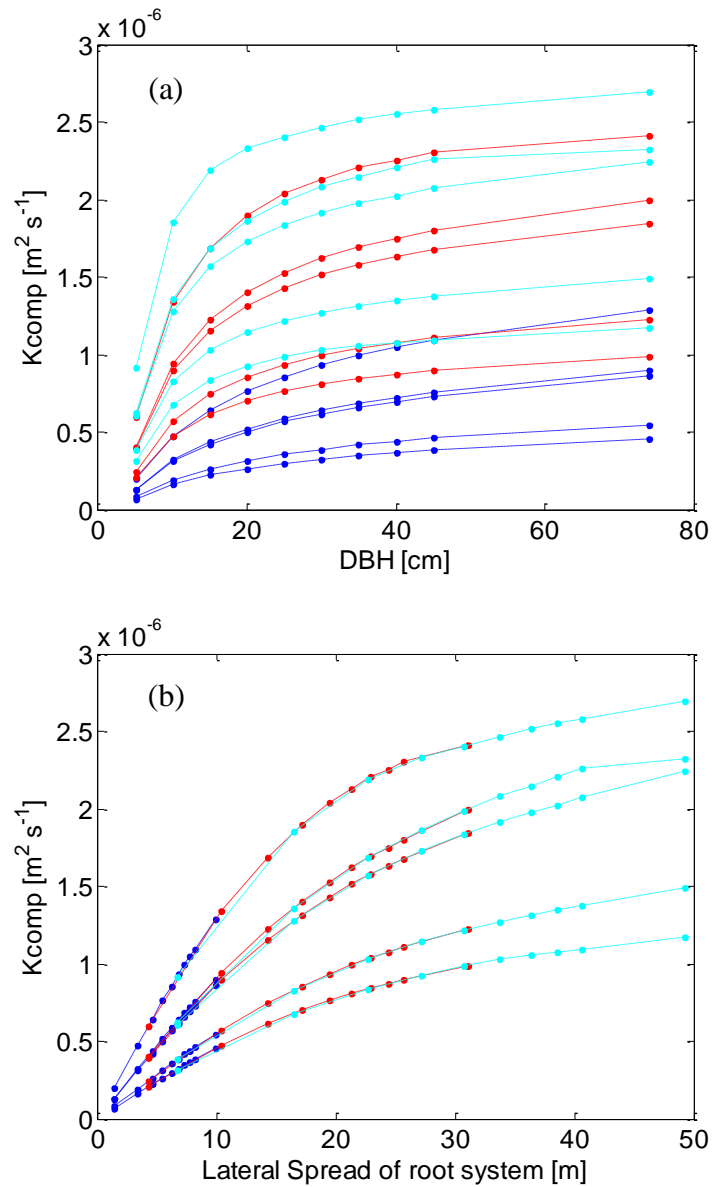 x 10⁻⁶
3
(a)
2.5
2
1.5
1
0.5
0
Kcomp [m² s⁻¹]
0 20 40 60 80
DBH [cm]
x 10⁻⁶
3
(b)
2.5
2
1.5
1
0.5
0
Kcomp [m² s⁻¹]
0 10 20 30 40 50
Lateral Spread of root system [m]